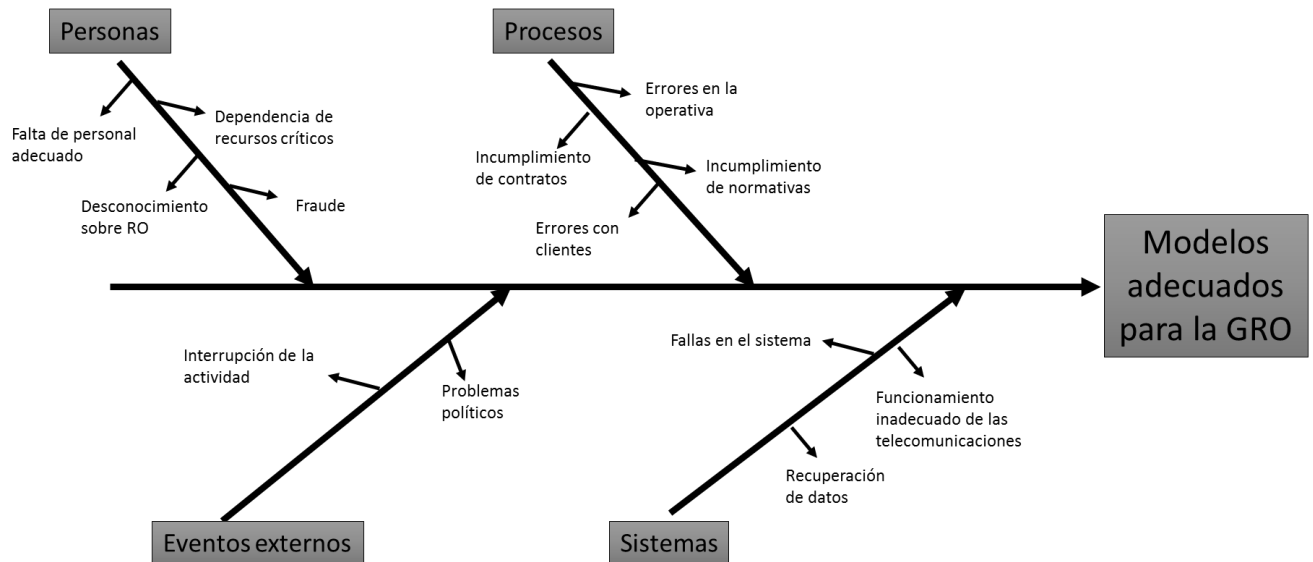 Personas
Procesos
Falta de personal
adecuado
Dependencia de
recursos críticos
Desconocimiento
sobre RO
Fraude
Errores en la
operativa
Incumplimiento
de contratos
Incumplimiento
de normativas
Errores con
clientes
Modelos
adecuados
para la GRO
Interrupción de la
actividad
Problemas
políticos
Fallas en el sistema
Funcionamiento
inadecuado de las
telecomunicaciones
Recuperación
de datos
Eventos externos
Sistemas